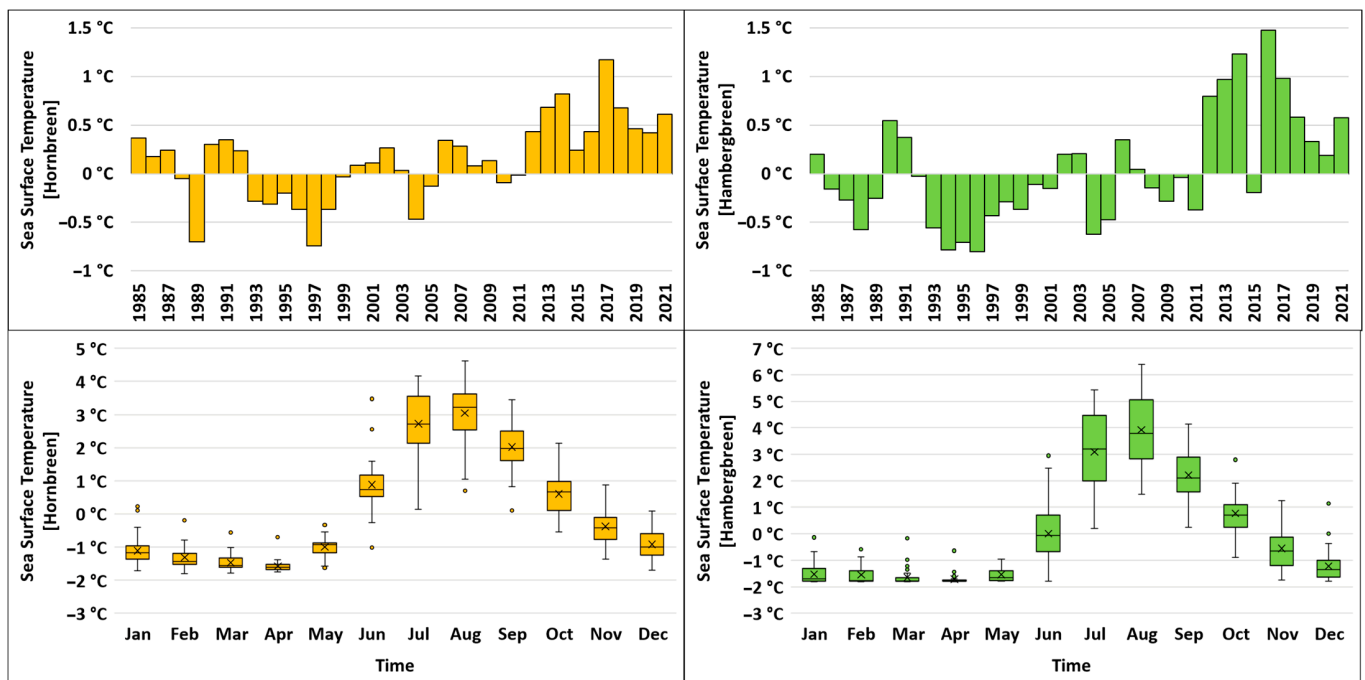 Sea Surface Temperature
[Hornbreen]
1.5 °C
1 °C
0.5 °C
0 °C
−0.5 °C
−1 °C
1985 1987 1989 1991 1993 1995 1997 1999 2001 2003 2005 2007 2009 2011 2013 2015 2017 2019 2021
Sea Surface Temperature
[Hambergbreen]
1.5 °C
1 °C
0.5 °C
0 °C
−0.5 °C
−1 °C
1985 1987 1989 1991 1993 1995 1997 1999 2001 2003 2005 2007 2009 2011 2013 2015 2017 2019 2021
Sea Surface Temperature
[Hornbreen]
5 °C
4 °C
3 °C
2 °C
1 °C
0 °C
−1 °C
−2 °C
−3 °C
Jan Feb Mar Apr May Jun Jul Aug Sep Oct Nov Dec
Time
Sea Surface Temperature
[Hambergbreen]
7 °C
6 °C
5 °C
4 °C
3 °C
2 °C
1 °C
0 °C
−1 °C
−2 °C
−3 °C
Jan Feb Mar Apr May Jun Jul Aug Sep Oct Nov Dec
Time